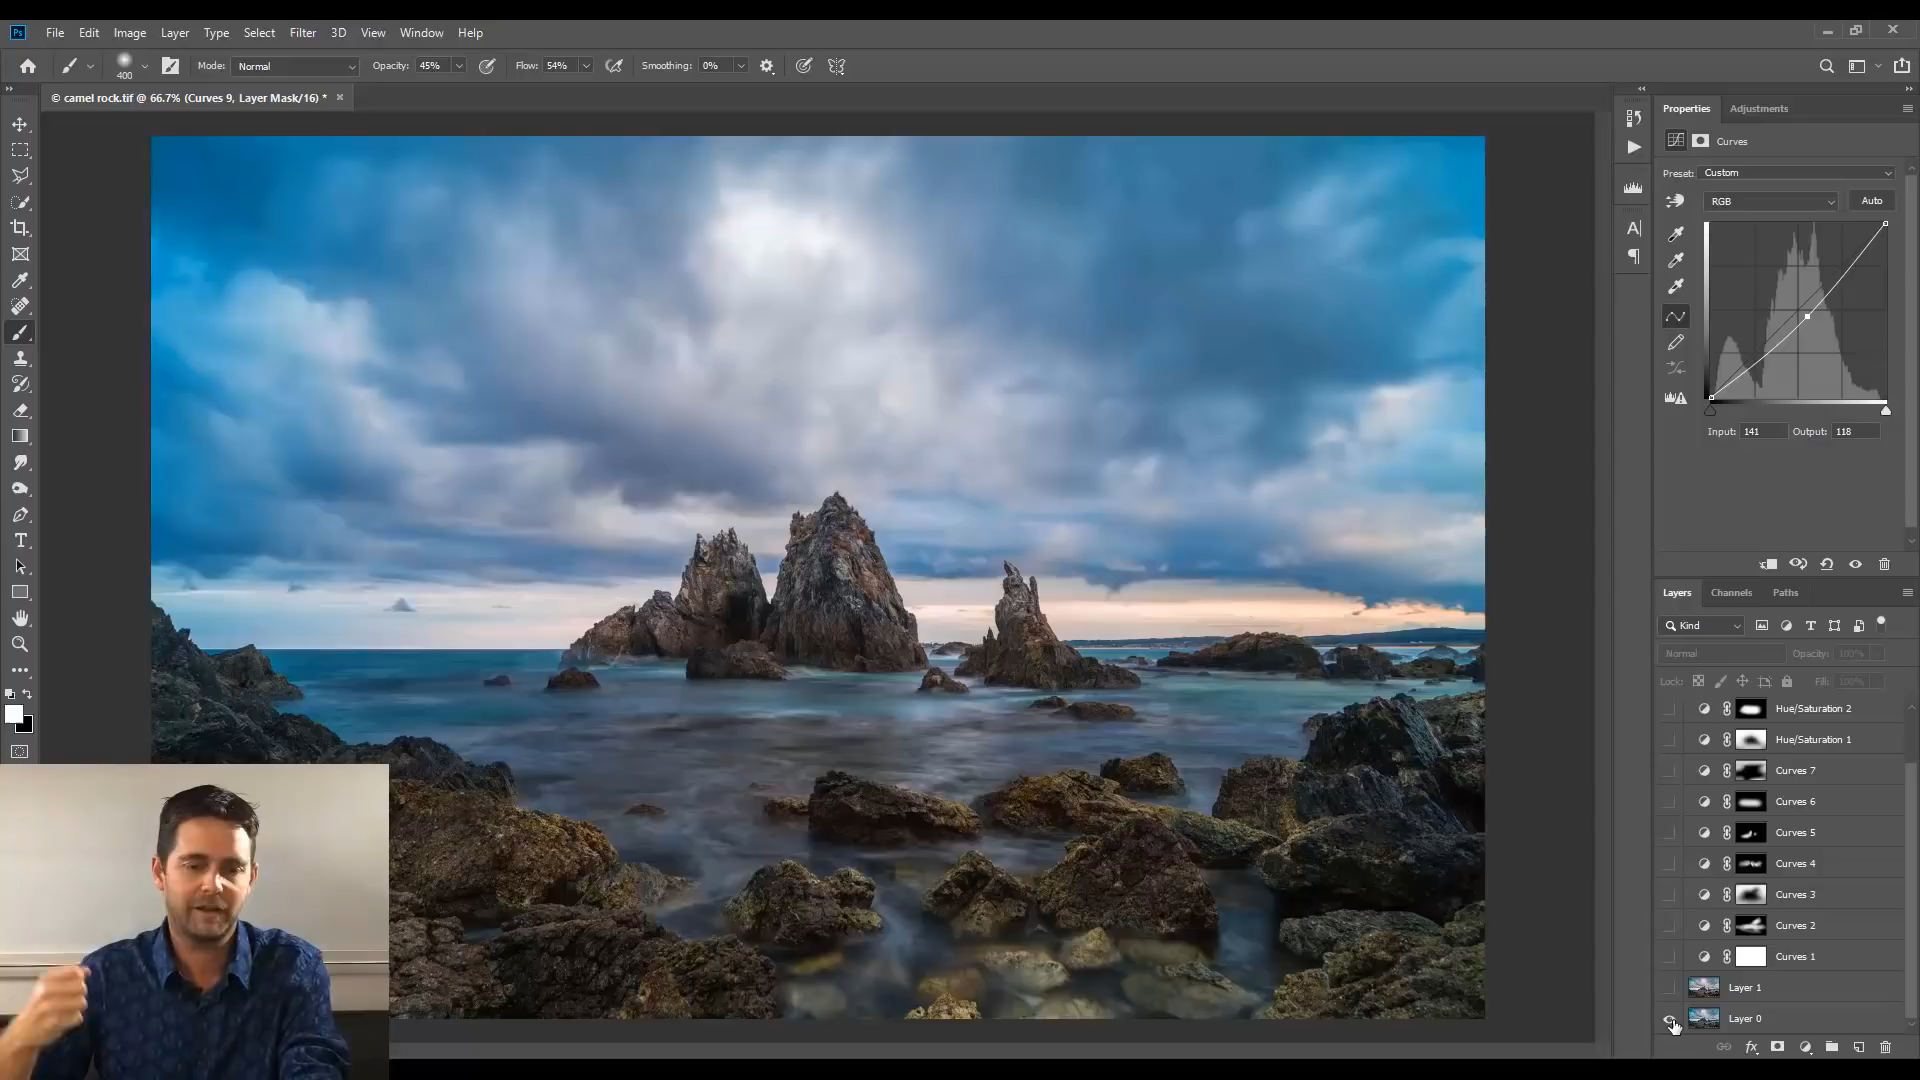 Ps File Edit Image Layer Type Select Filter 3D View Window Help
400 Mode: Normal Opacity: 45% Flow: 54% Smoothing: 0%
© camel rock.tif @ 66.7% (Curves 9, Layer Mask/16) *
Properties Adjustments
Curves
Preset: Custom
RGB Auto
Input: 141 Output: 118
Layers Channels Paths
Kind
Normal Opacity: 100%
Lock: Fill: 100%
Hue/Saturation 2
Hue/Saturation 1
Curves 7
Curves 6
Curves 5
Curves 4
Curves 3
Curves 2
Curves 1
Layer 1
Layer 0